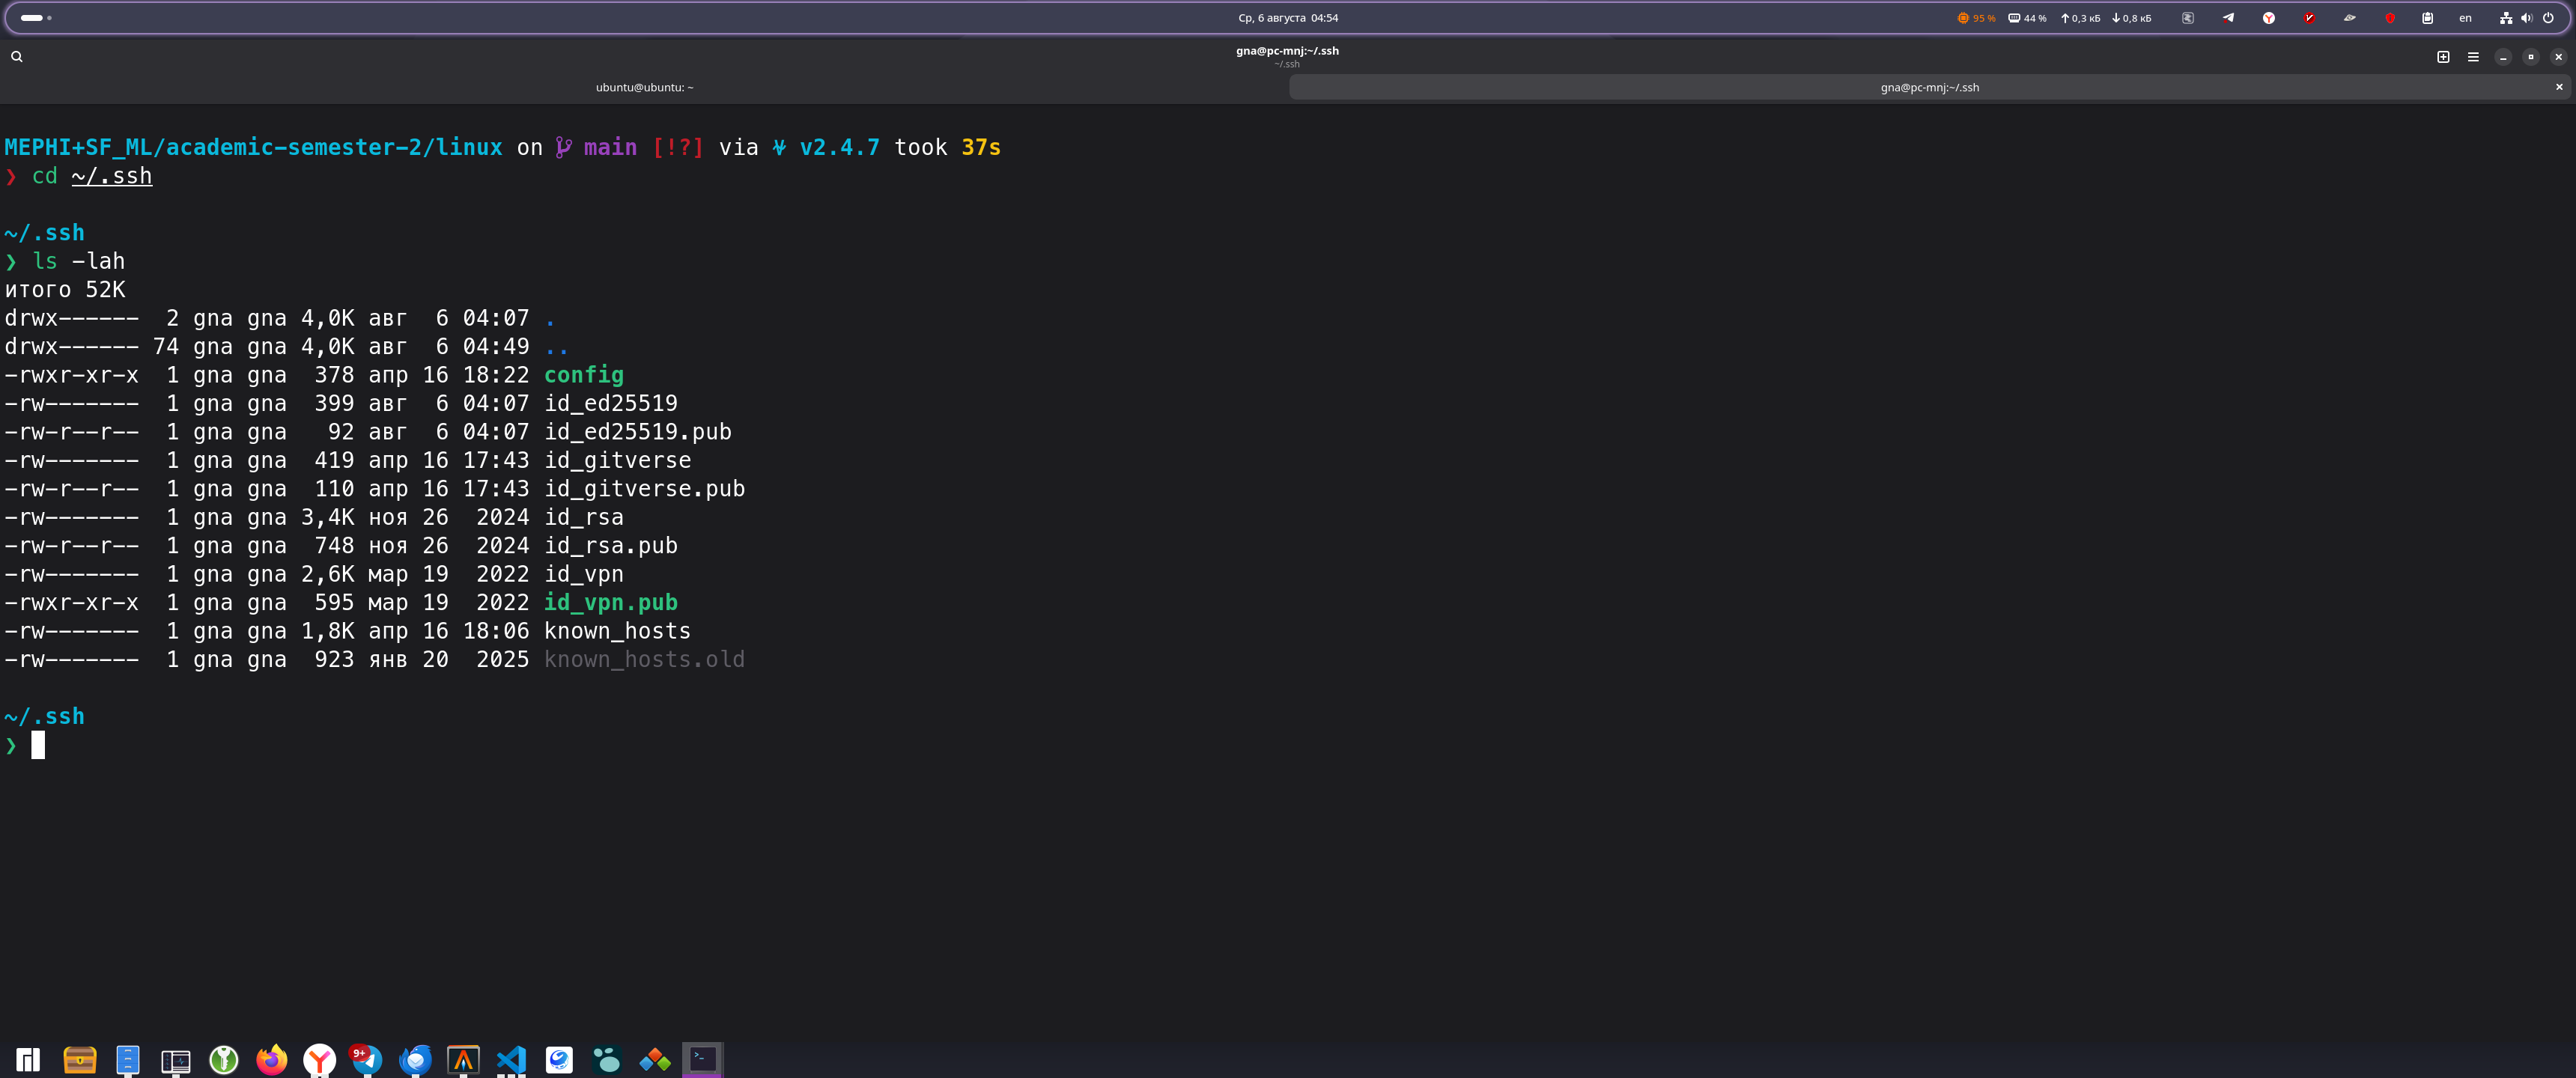 Ср, 6 августа 04:54
95 % 44 % 0,3 кБ 0,8 кБ en
gna@pc-mnj:~/.ssh
~/.ssh
ubuntu@ubuntu: ~
gna@pc-mnj:~/.ssh
MEPHI+SF_ML/academic-semester-2/linux on main [!?] via v2.4.7 took 37s
❯ cd ~/.ssh
~/.ssh
❯ ls -lah
итого 52K
drwx------  2 gna gna 4,0K авг  6 04:07 .
drwx------ 74 gna gna 4,0K авг  6 04:49 ..
-rwxr-xr-x  1 gna gna  378 апр 16 18:22 config
-rw-------  1 gna gna  399 авг  6 04:07 id_ed25519
-rw-r--r--  1 gna gna   92 авг  6 04:07 id_ed25519.pub
-rw-------  1 gna gna  419 апр 16 17:43 id_gitverse
-rw-r--r--  1 gna gna  110 апр 16 17:43 id_gitverse.pub
-rw-------  1 gna gna 3,4K ноя 26  2024 id_rsa
-rw-r--r--  1 gna gna  748 ноя 26  2024 id_rsa.pub
-rw-------  1 gna gna 2,6K мар 19  2022 id_vpn
-rwxr-xr-x  1 gna gna  595 мар 19  2022 id_vpn.pub
-rw-------  1 gna gna 1,8K апр 16 18:06 known_hosts
-rw-------  1 gna gna  923 янв 20  2025 known_hosts.old
~/.ssh
❯
9+